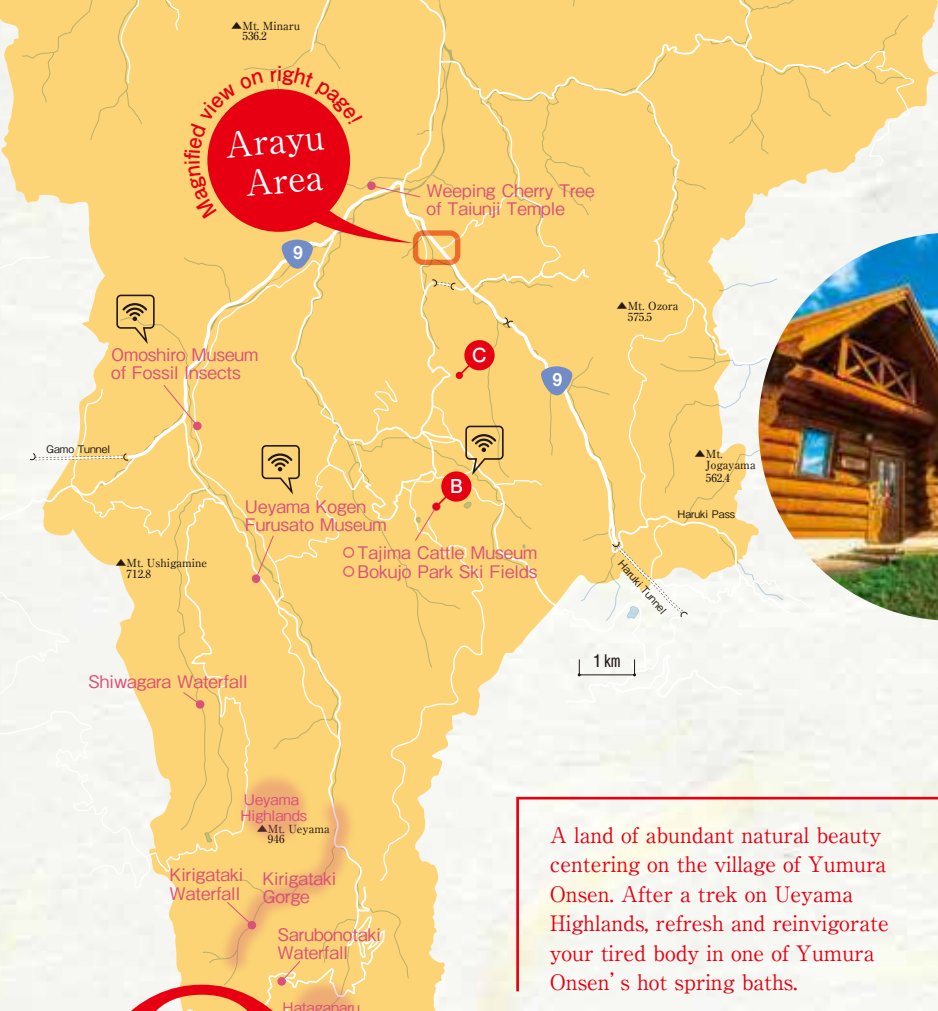 ▲Mt. Minaru
536.2
Magnified view on right page!
Arayu
Area
Weeping Cherry Tree
of Taiunji Temple
9
▲Mt. Ozora
575.5
Omoshiro Museum
of Fossil Insects
C
9
Gamo Tunnel
▲Mt.
Jogayama
562.4
B
Ueyama Kogen
Furusato Museum
Haruki Pass
○Tajima Cattle Museum
○Bokujo Park Ski Fields
▲Mt. Ushigamine
712.8
Haruki Tunnel
1 km
Shiwagara Waterfall
Ueyama
Highlands
▲Mt. Ueyama
946
Kirigataki
Waterfall
Kirigataki
Gorge
Sarubonotaki
Waterfall
Hataganaru
A land of abundant natural beauty
centering on the village of Yumura
Onsen. After a trek on Ueyama
Highlands, refresh and reinvigorate
your tired body in one of Yumura
Onsen's hot spring baths.